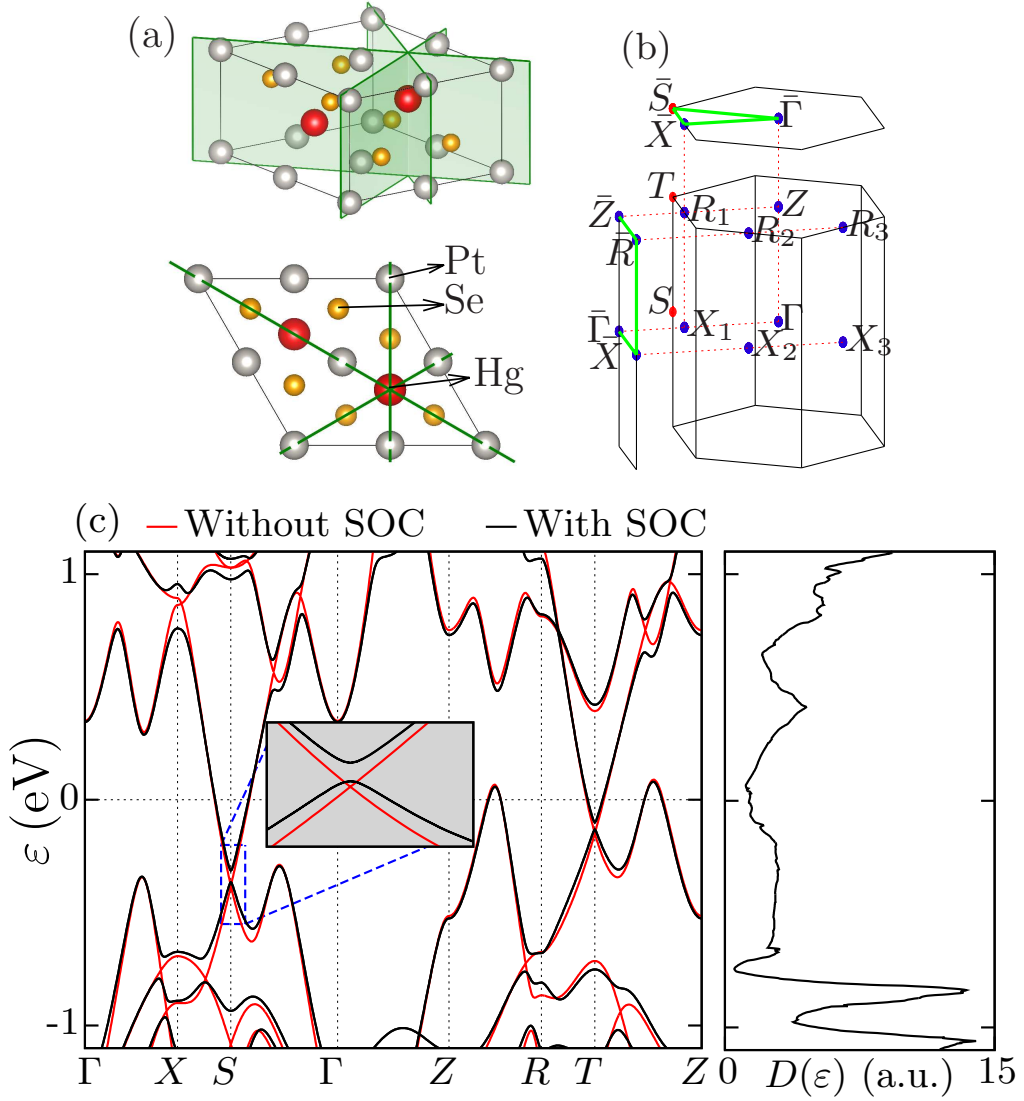 (a)
Pt
Se
Hg
(b)
S̄
X̄
Γ̄
T
Z̄
R₁
Z
R̄
R₂
R₃
S
Γ̄
X₁
Γ
X̄
X₂
X₃
(c)
Without SOC
With SOC
ε (eV)
1
0
-1
Γ X S Γ Z R T Z
0 D(ε) (a.u.) 15